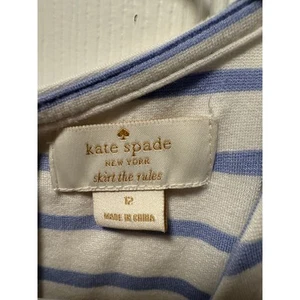 kate spade
NEW YORK
skirt the rules
12
MADE IN CHINA